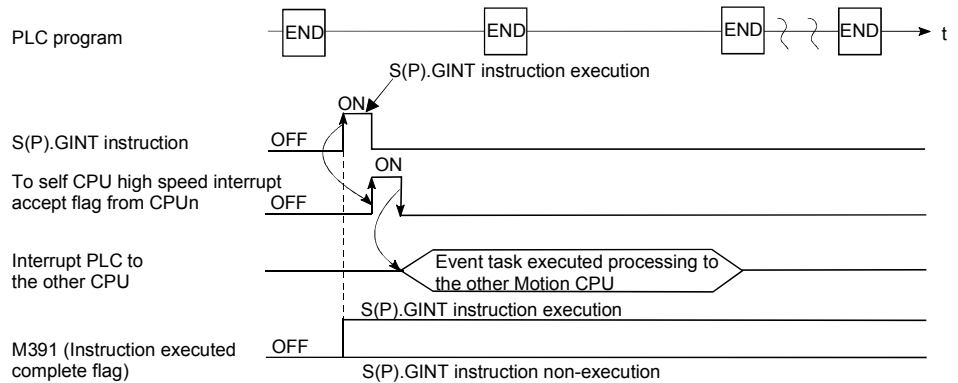 PLC program
END
END
END
END
t
S(P).GINT instruction execution
ON
S(P).GINT instruction
OFF
ON
To self CPU high speed interrupt
accept flag from CPUn
OFF
Interrupt PLC to
the other CPU
Event task executed processing to
the other Motion CPU
S(P).GINT instruction execution
M391 (Instruction executed
complete flag)
OFF
S(P).GINT instruction non-execution